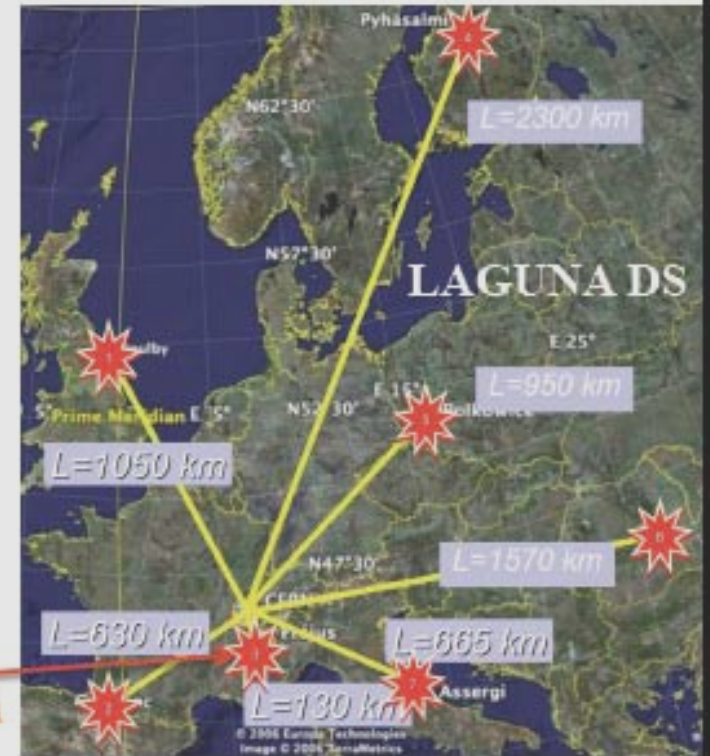 Pyhäsalmi
L=2300 km
N62°30'
N57°30'
LAGUNA DS
E 25°
L=950 km
E 15°
N52°30'
5°
Prime Meridian
E 5°
L=1050 km
N47°30'
L=1570 km
CERN
L=630 km
L=665 km
L=130 km
Assergi
© 2006 Europa Technologies
Image © 2006 TerraMetrics